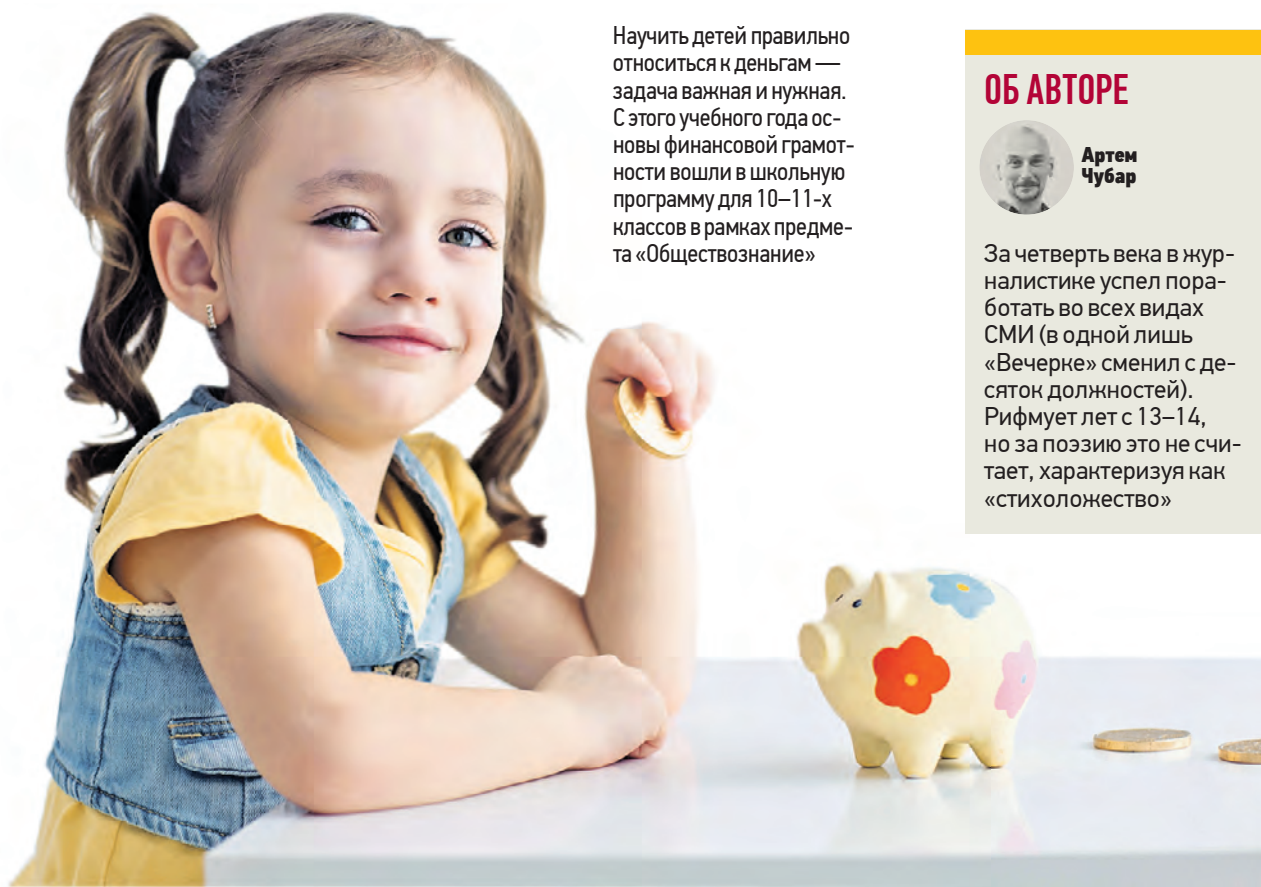 Научить детей правильно
относиться к деньгам —
задача важная и нужная.
С этого учебного года ос-
новы финансовой грамот-
ности вошли в школьную
программу для 10–11-х
классов в рамках предме-
та «Обществознание»
ОБ АВТОРЕ
Артем
Чубар
За четверть века в жур-
налистике успел пора-
ботать во всех видах
СМИ (в одной лишь
«Вечерке» сменил с де-
сяток должностей).
Рифмует лет с 13–14,
но за поэзию это не счи-
тает, характеризуя как
«стихоложество»